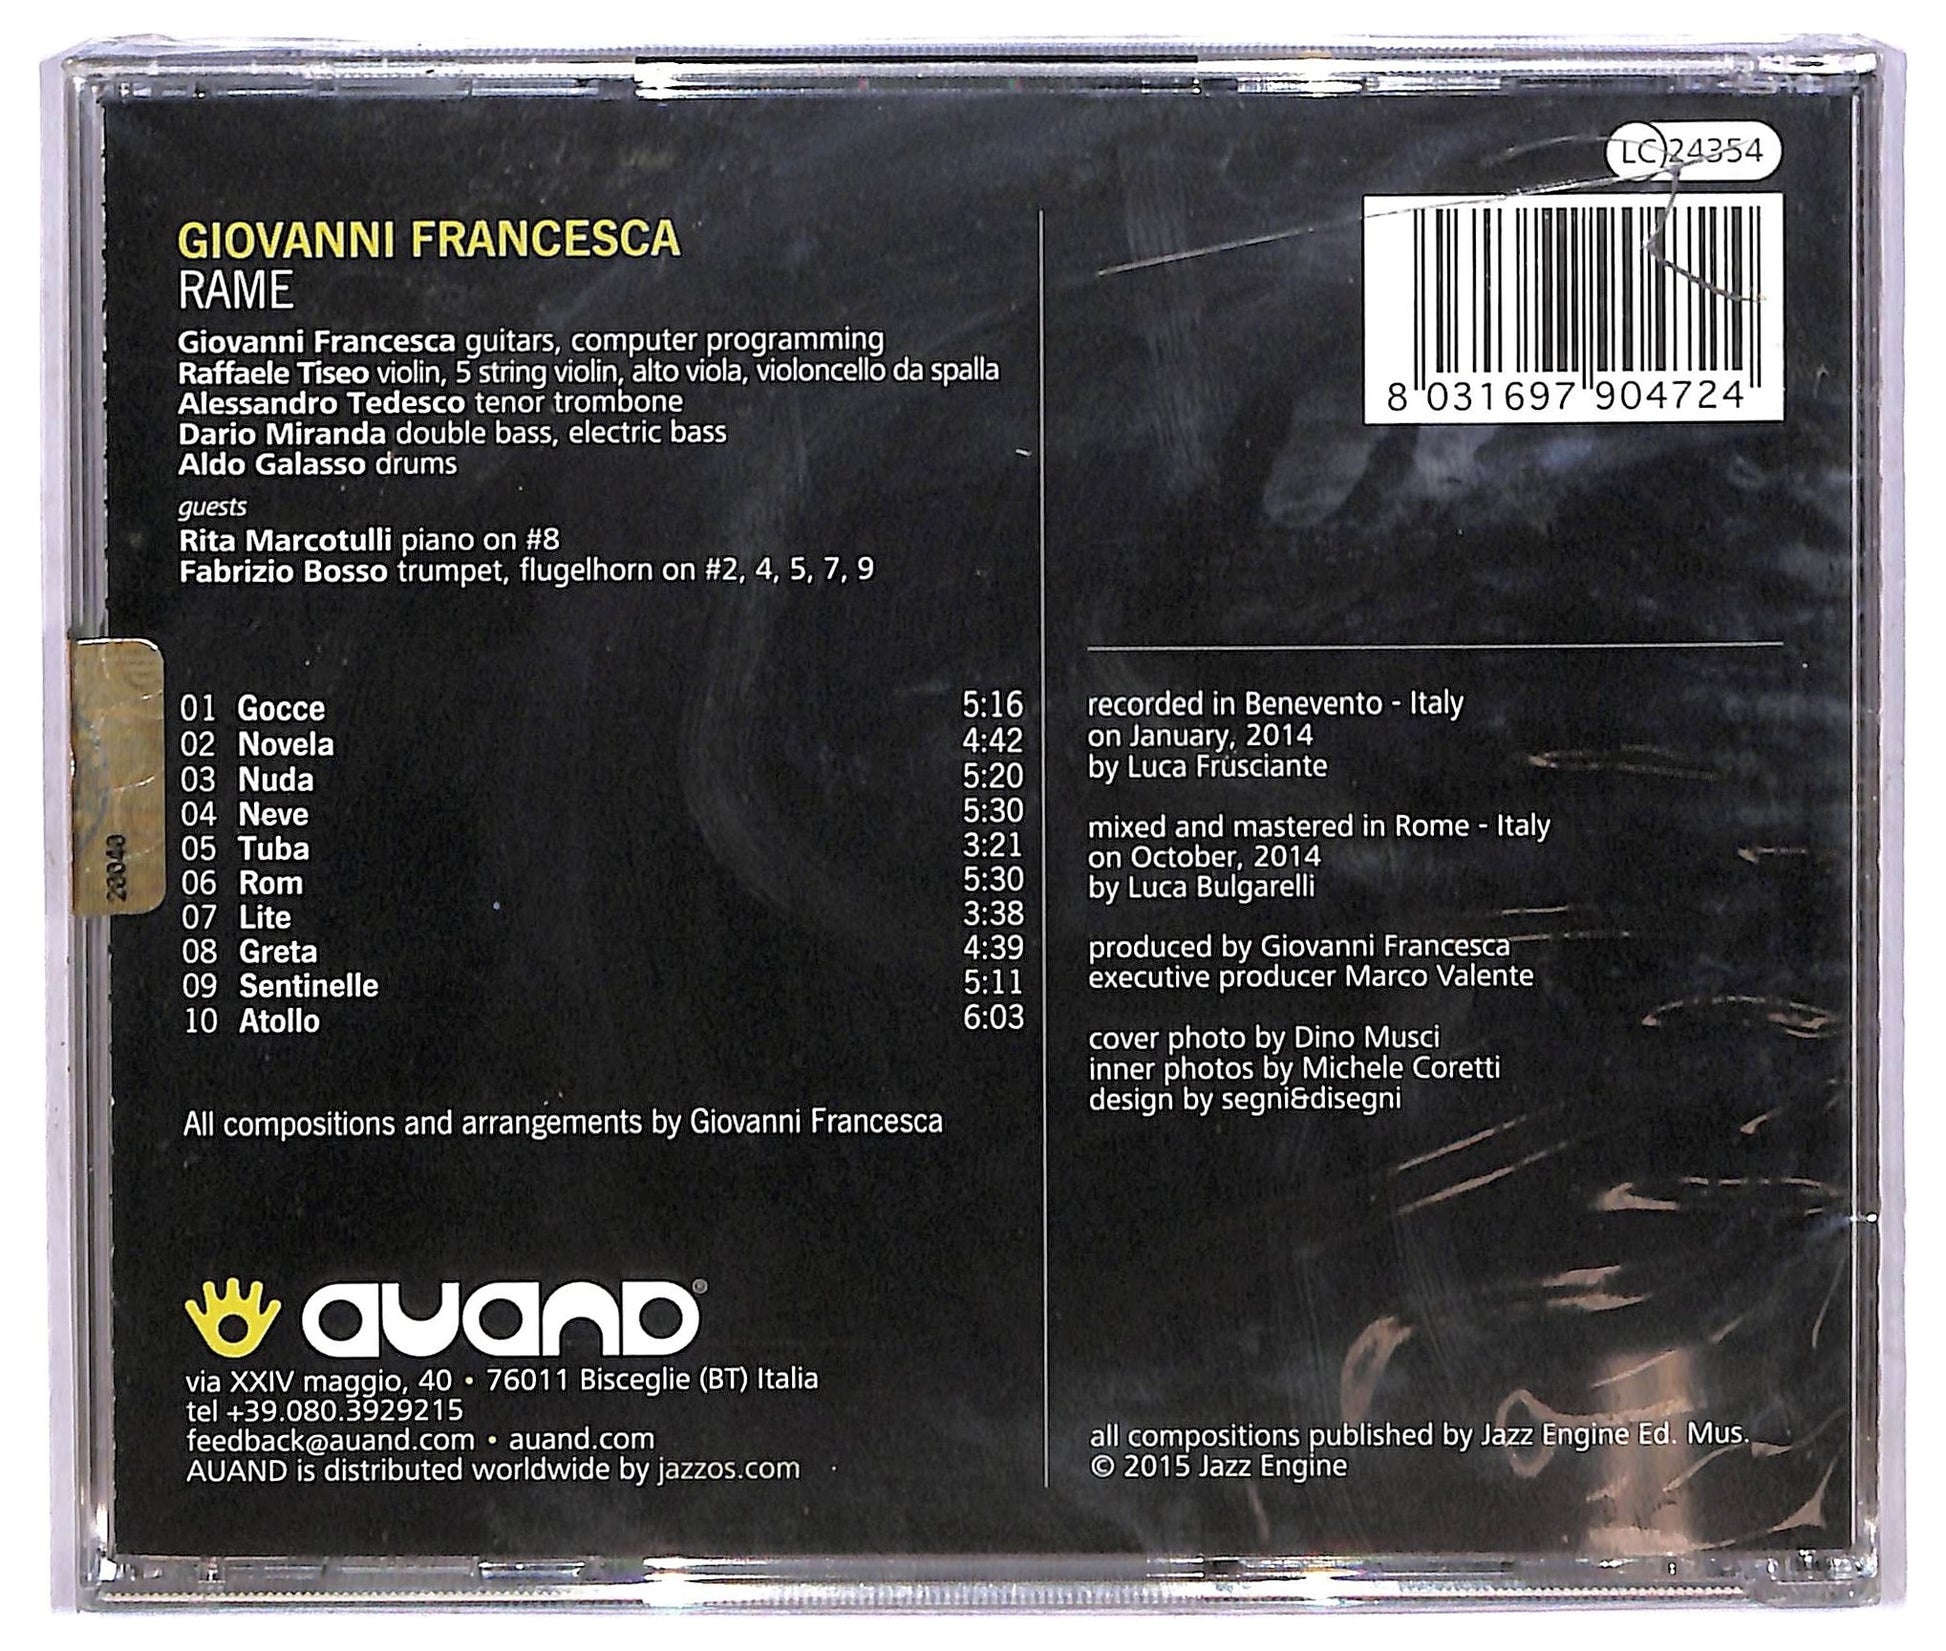 LC 24354
8 031697 904724
GIOVANNI FRANCESCA
RAME
Giovanni Francesca guitars, computer programming
Raffaele Tiseo violin, 5 string violin, alto viola, violoncello da spalla
Alessandro Tedesco tenor trombone
Dario Miranda double bass, electric bass
Aldo Galasso drums
guests
Rita Marcotulli piano on #8
Fabrizio Bosso trumpet, flugelhorn on #2, 4, 5, 7, 9
01 Gocce 5:16
02 Novela 4:42
03 Nuda 5:20
04 Neve 5:30
05 Tuba 3:21
06 Rom 5:30
07 Lite 3:38
08 Greta 4:39
09 Sentinelle 5:11
10 Atollo 6:03
All compositions and arrangements by Giovanni Francesca
auand®
via XXIV maggio, 40 • 76011 Bisceglie (BT) Italia
tel +39.080.3929215
feedback@auand.com • auand.com
AUAND is distributed worldwide by jazzos.com
recorded in Benevento - Italy
on January, 2014
by Luca Frusciante
mixed and mastered in Rome - Italy
on October, 2014
by Luca Bulgarelli
produced by Giovanni Francesca
executive producer Marco Valente
cover photo by Dino Musci
inner photos by Michele Coretti
design by segni&disegni
all compositions published by Jazz Engine Ed. Mus.
© 2015 Jazz Engine